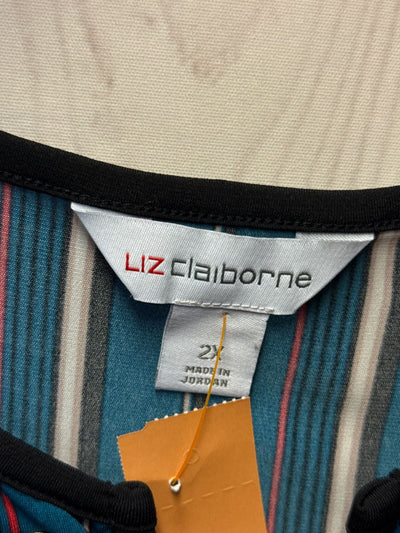 LIZ claiborne
2X
MADE IN
JORDAN